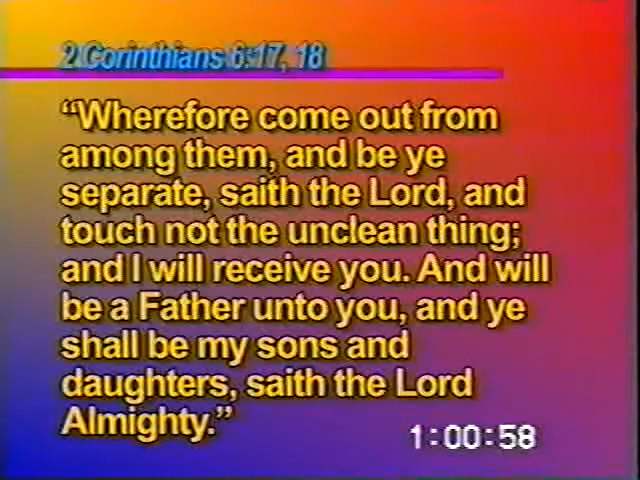 2 Corinthians 6:17, 18
“Wherefore come out from
among them, and be ye
separate, saith the Lord, and
touch not the unclean thing;
and I will receive you. And will
be a Father unto you, and ye
shall be my sons and
daughters, saith the Lord
Almighty.”
1:00:58